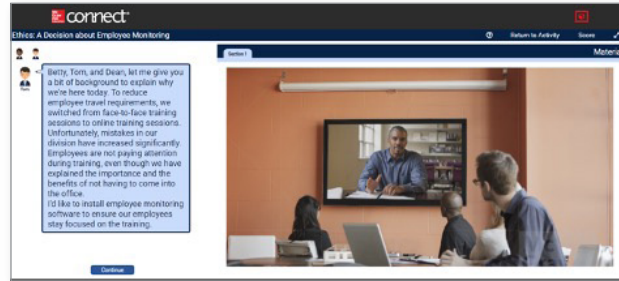 connect
Ethics: A Decision about Employee Monitoring
Return to Activity
Score
Section 1
Materia
Betty, Tom, and Dean, let me give you
a bit of background to explain why
we're here today. To reduce
employee travel requirements, we
switched from face-to-face training
sessions to online training sessions.
Unfortunately, mistakes in our
division have increased significantly.
Employees are not paying attention
during training, even though we have
explained the importance and the
benefits of not having to come into
the office.
I'd like to install employee monitoring
software to ensure our employees
stay focused on the training.
Continue